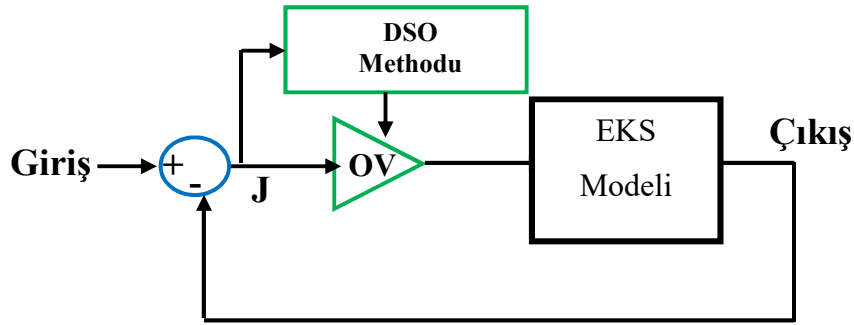 DSO
Methodu
Giriş
+
-
J
OV
EKS
Modeli
Çıkış